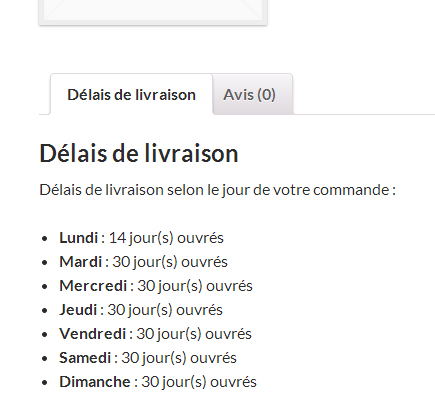 Délais de livraison
Avis (0)
Délais de livraison
Délais de livraison selon le jour de votre commande :
• Lundi : 14 jour(s) ouvrés
• Mardi : 30 jour(s) ouvrés
• Mercredi : 30 jour(s) ouvrés
• Jeudi : 30 jour(s) ouvrés
• Vendredi : 30 jour(s) ouvrés
• Samedi : 30 jour(s) ouvrés
• Dimanche : 30 jour(s) ouvrés